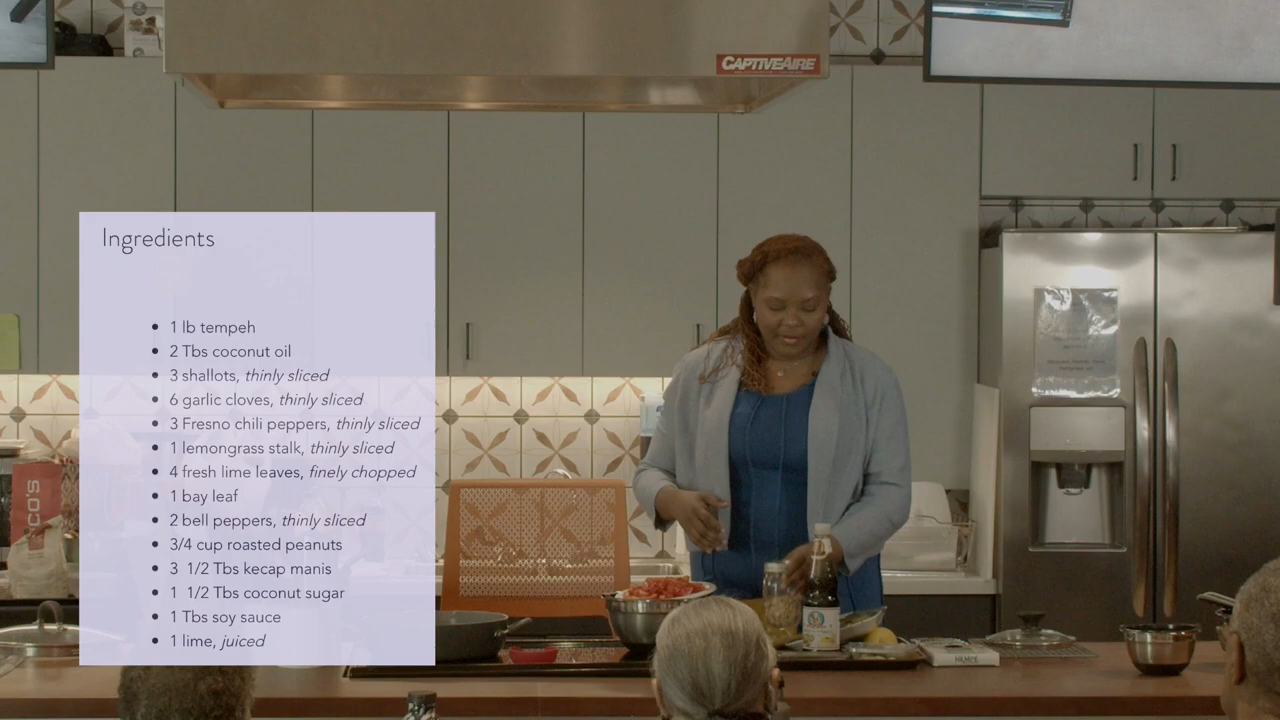 CAPTIVEAIRE
Ingredients
1 lb tempeh
2 Tbs coconut oil
3 shallots, thinly sliced
6 garlic cloves, thinly sliced
3 Fresno chili peppers, thinly sliced
1 lemongrass stalk, thinly sliced
4 fresh lime leaves, finely chopped
1 bay leaf
2 bell peppers, thinly sliced
3/4 cup roasted peanuts
3 1/2 Tbs kecap manis
1 1/2 Tbs coconut sugar
1 Tbs soy sauce
1 lime, juiced